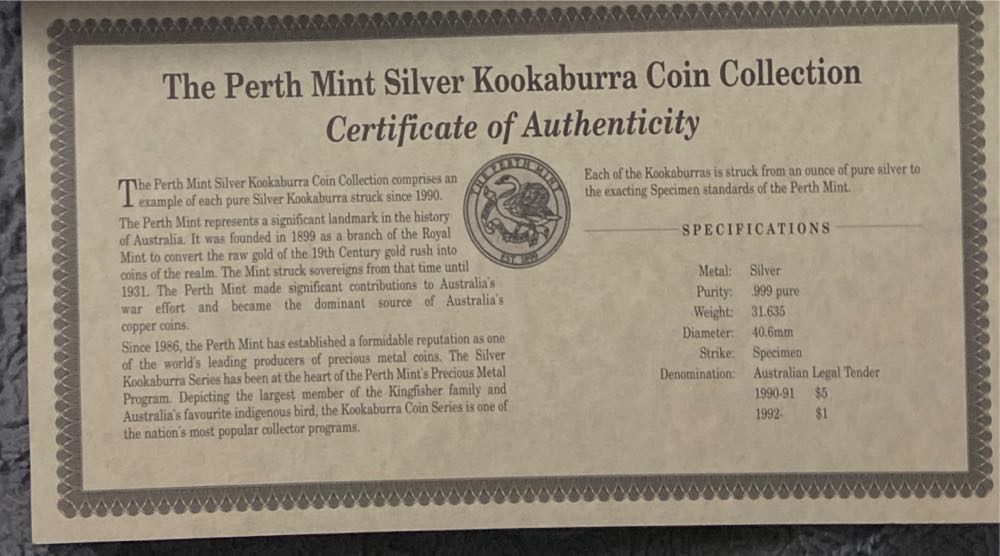 The Perth Mint Silver Kookaburra Coin Collection
Certificate of Authenticity
The Perth Mint Silver Kookaburra Coin Collection comprises an
example of each pure Silver Kookaburra struck since 1990.
The Perth Mint represents a significant landmark in the history
of Australia. It was founded in 1899 as a branch of the Royal
Mint to convert the raw gold of the 19th Century gold rush into
coins of the realm. The Mint struck sovereigns from that time until
1931. The Perth Mint made significant contributions to Australia's
war effort and became the dominant source of Australia's
copper coins.
Since 1986, the Perth Mint has established a formidable reputation as one
of the world's leading producers of precious metal coins. The Silver
Kookaburra Series has been at the heart of the Perth Mint's Precious Metal
Program. Depicting the largest member of the Kingfisher family and
Australia's favourite indigenous bird, the Kookaburra Coin Series is one of
the nation's most popular collector programs.
THE PERTH MINT
EST. 1899
Each of the Kookaburras is struck from an ounce of pure silver to
the exacting Specimen standards of the Perth Mint.
SPECIFICATIONS
Metal: Silver
Purity: .999 pure
Weight: 31.635
Diameter: 40.6mm
Strike: Specimen
Denomination: Australian Legal Tender
1990-91 $5
1992- $1